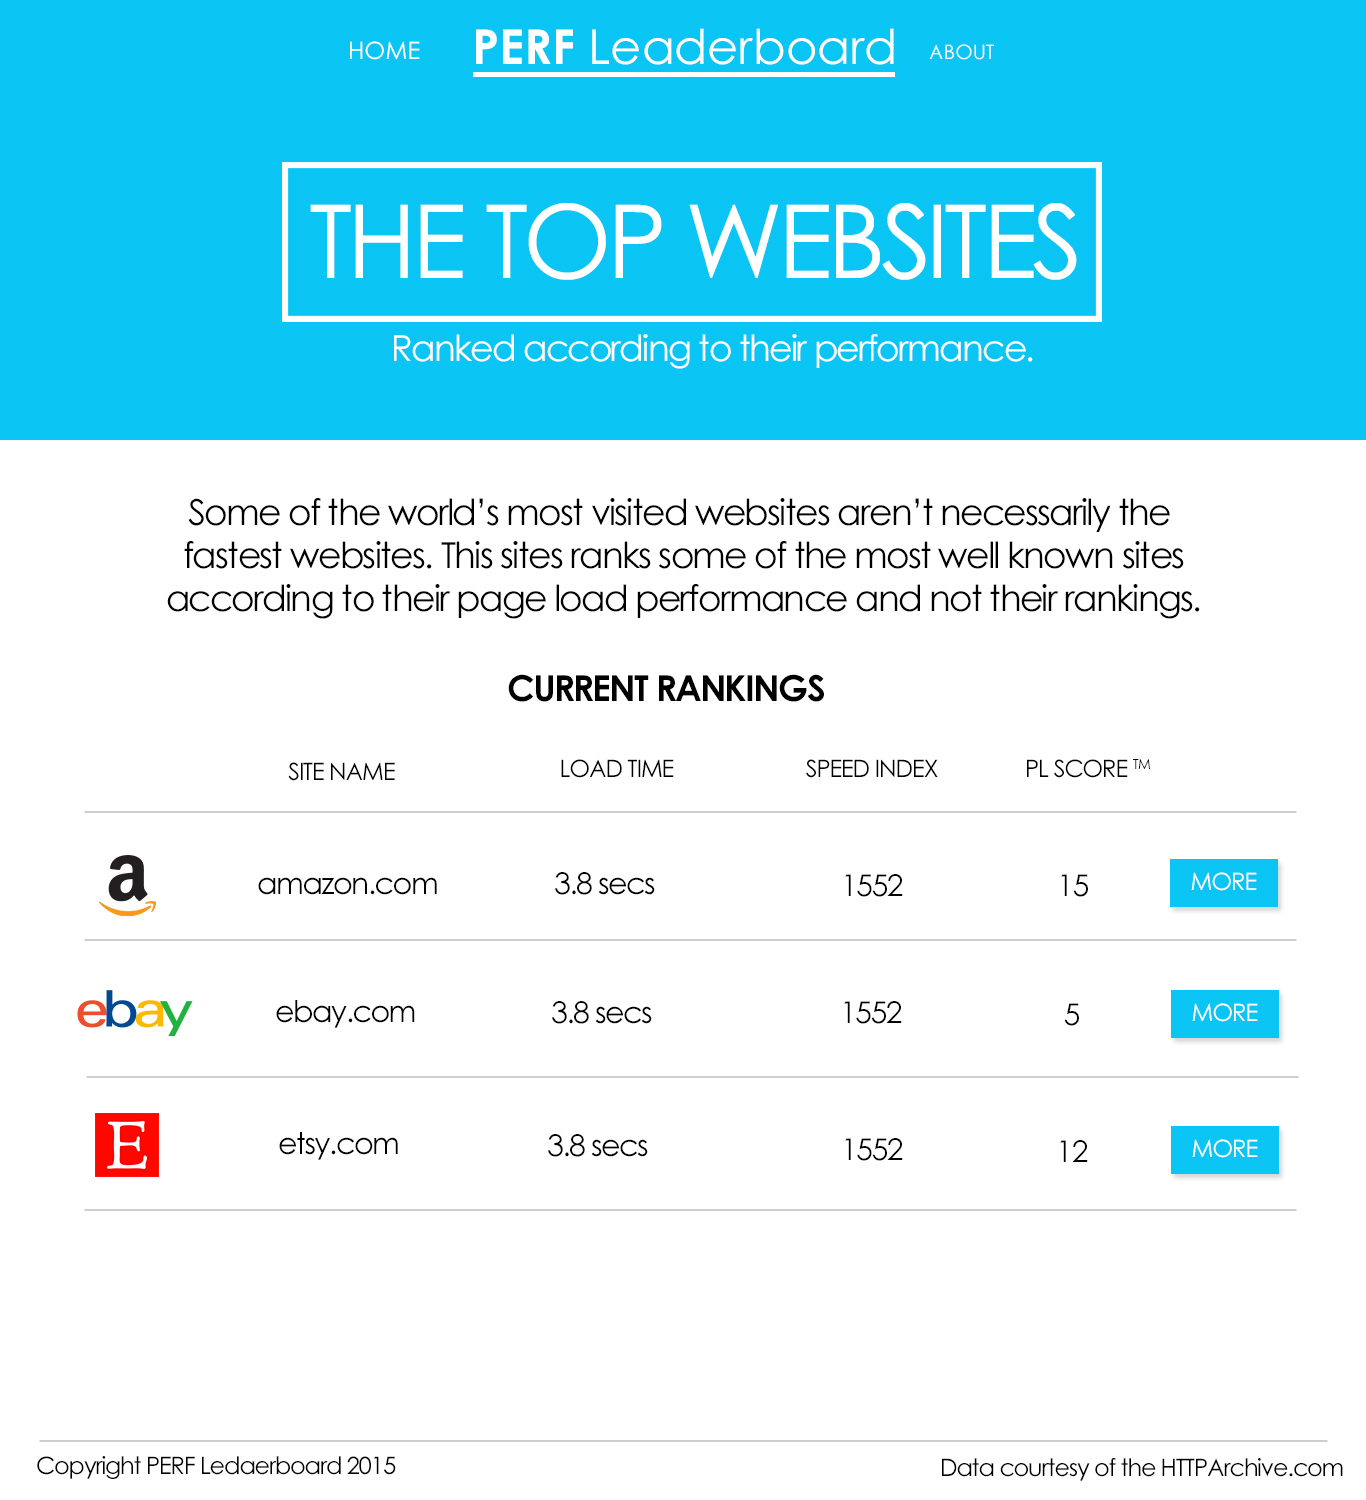 HOME PERF Leaderboard ABOUT
THE TOP WEBSITES
Ranked according to their performance.
Some of the world’s most visited websites aren’t necessarily the
fastest websites. This sites ranks some of the most well known sites
according to their page load performance and not their rankings.
CURRENT RANKINGS
SITE NAME LOAD TIME SPEED INDEX PL SCORE ™
a amazon.com 3.8 secs 1552 15 MORE
ebay ebay.com 3.8 secs 1552 5 MORE
E etsy.com 3.8 secs 1552 12 MORE
Copyright PERF Ledaerboard 2015 Data courtesy of the HTTPArchive.com